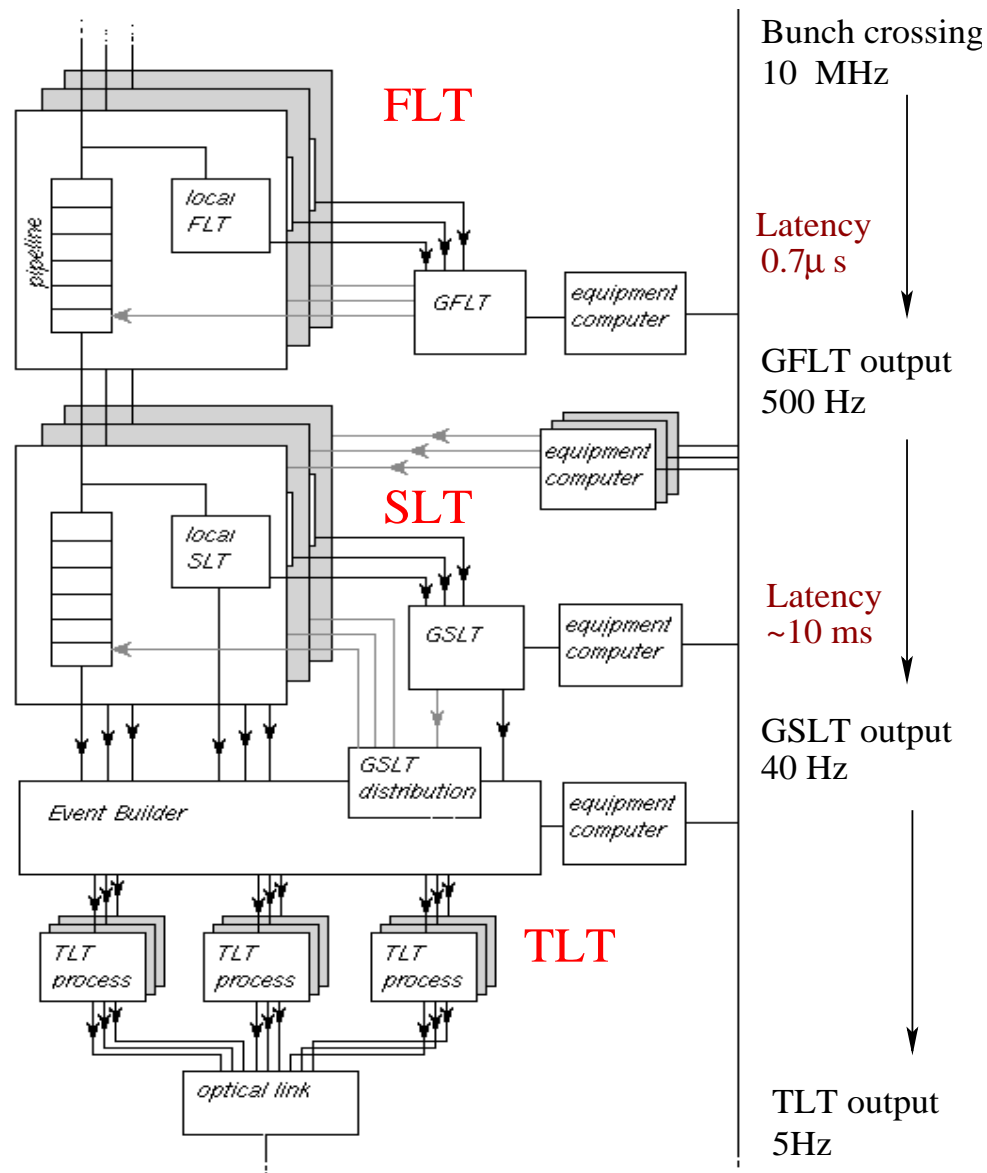 Bunch crossing
10 MHz
FLT
local
FLT
pipeline
Latency
0.7μ s
GFLT
equipment
computer
GFLT output
500 Hz
equipment
computer
SLT
local
SLT
Latency
~10 ms
GSLT
equipment
computer
GSLT output
40 Hz
GSLT
distribution
Event Builder
equipment
computer
TLT
TLT
process
TLT
process
TLT
process
optical link
TLT output
5Hz